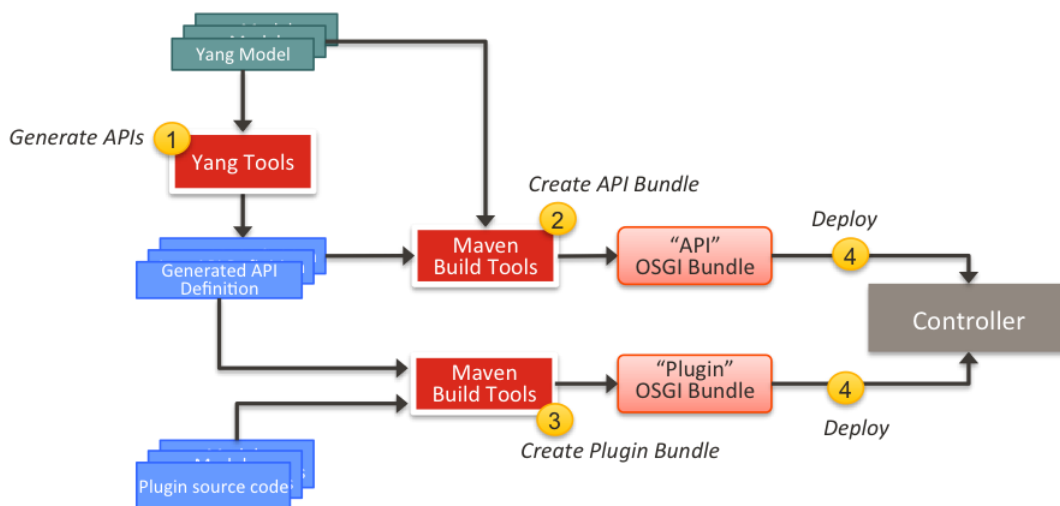 Yang Model
Generate APIs
1
Yang Tools
Create API Bundle
2
Maven
Build Tools
“API”
OSGI Bundle
Deploy
4
Generated API
Definition
Controller
Maven
Build Tools
“Plugin”
OSGI Bundle
4
Deploy
3
Create Plugin Bundle
Plugin source code